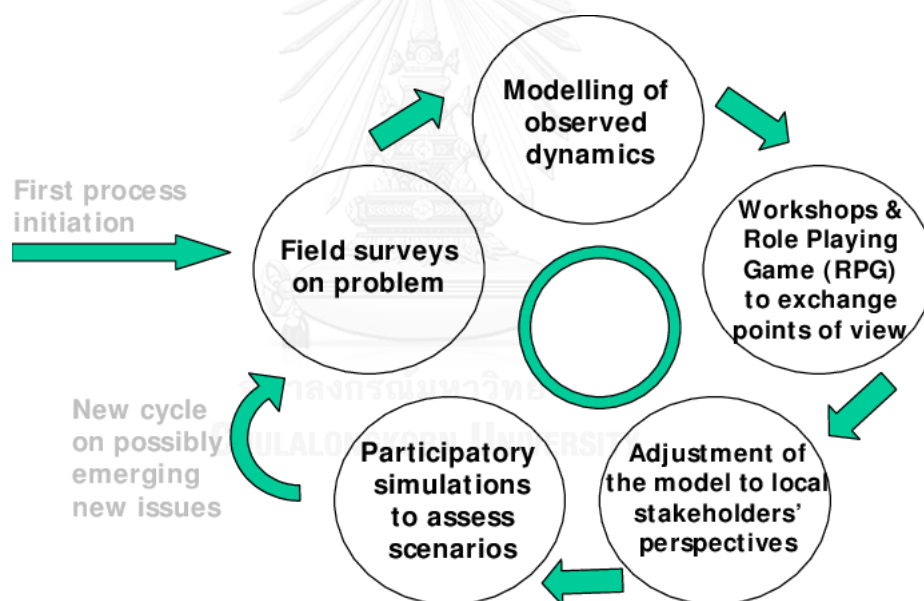 Modelling of
observed
dynamics
First process
initiation
Field surveys
on problem
Workshops &
Role Playing
Game (RPG)
to exchange
points of view
New cycle
on possibly
emerging
new issues
Participatory
simulations
to assess
scenarios
Adjustment of
the model to local
stakeholders'
perspectives
UNIVERSITY